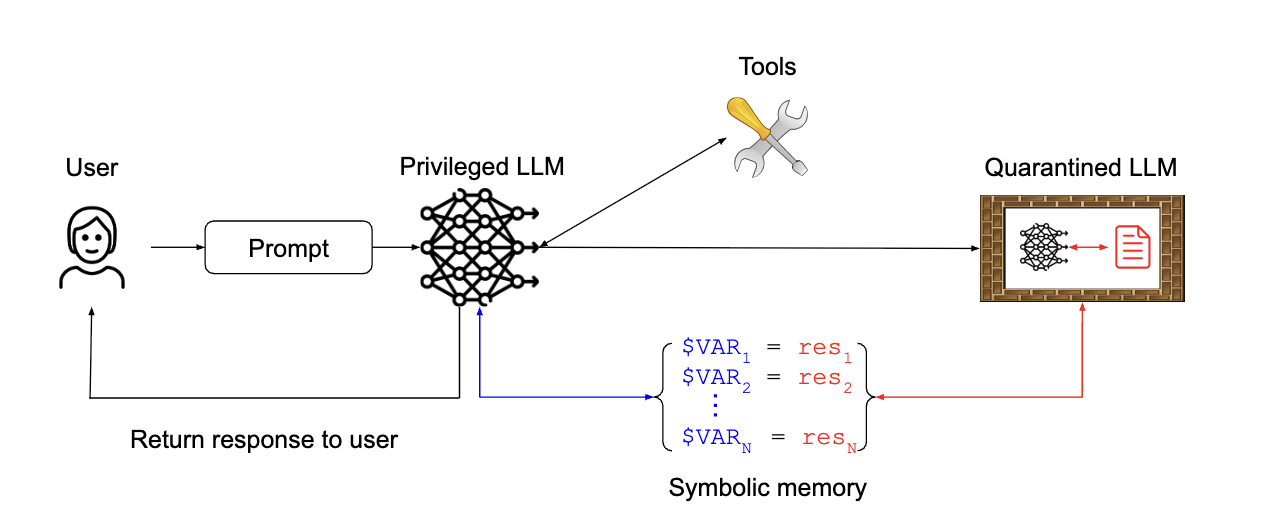 Tools
User
Privileged LLM
Quarantined LLM
Prompt
$VAR1 = res1
$VAR2 = res2
⋮
$VARN = resN
Return response to user
Symbolic memory